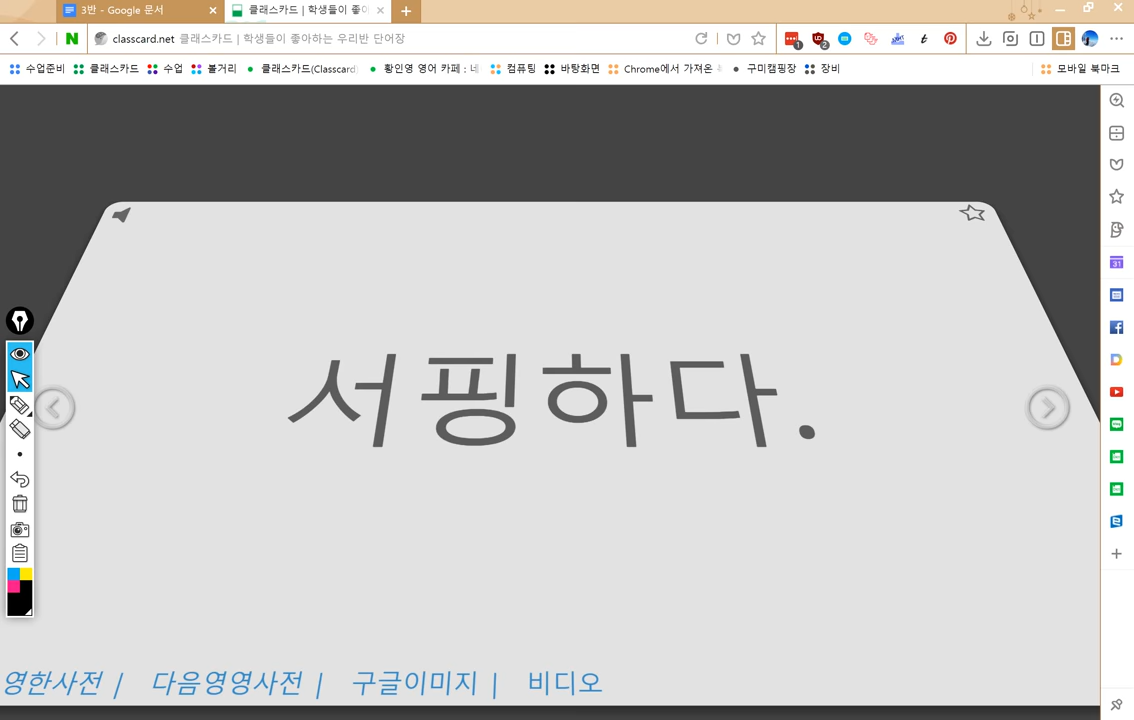 3반 - Google 문서
클래스카드 | 학생들이 좋아
N classcard.net 클래스카드 | 학생들이 좋아하는 우리반 단어장
수업준비 클래스카드 수업 볼거리 클래스카드(Classcard) 황인영 영어 카페 : 네 컴퓨팅 바탕화면 Chrome에서 가져온 구미캠핑장 장비 모바일 북마크
서핑하다.
영한사전 | 다음영영사전 | 구글이미지 | 비디오